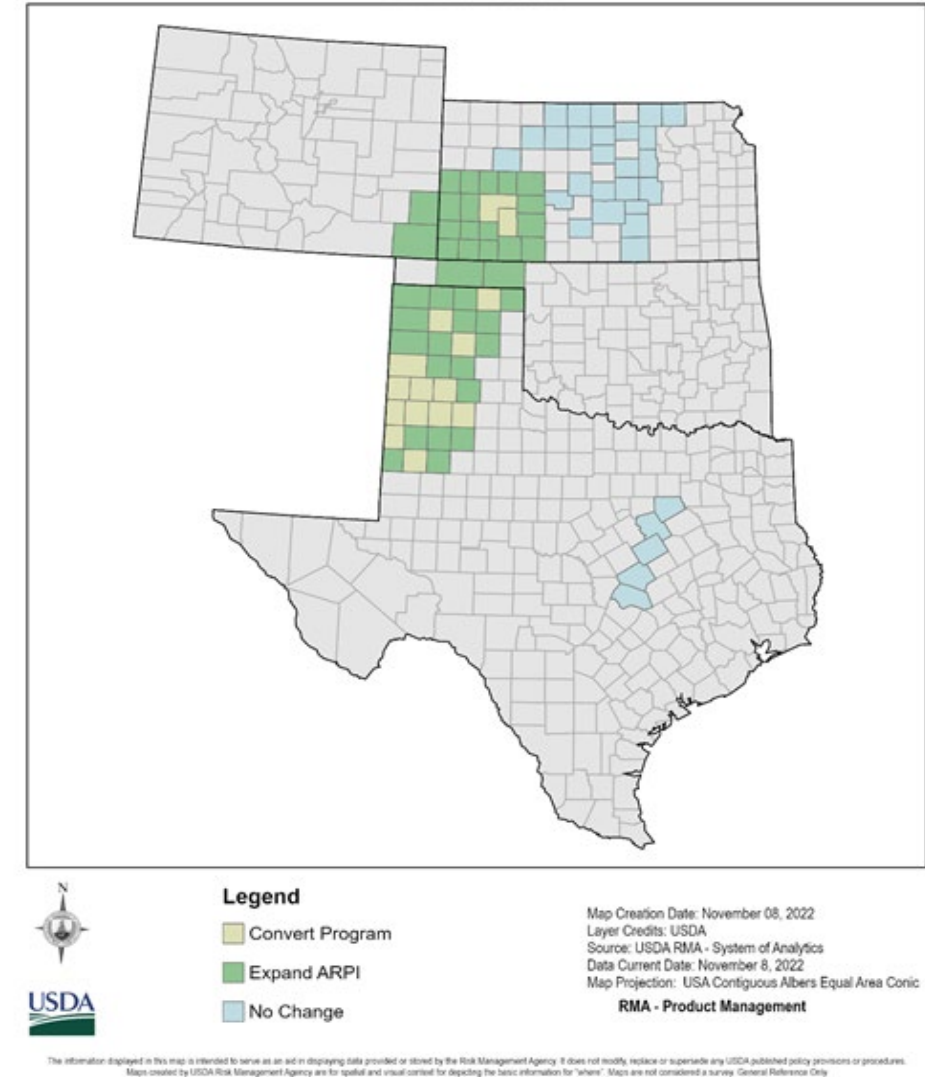 N
Legend
Convert Program
Expand ARPI
No Change
USDA
Map Creation Date: November 08, 2022
Layer Credits: USDA
Source: USDA RMA - System of Analytics
Data Current Date: November 8, 2022
Map Projection: USA Contiguous Albers Equal Area Conic
RMA - Product Management
The information displayed in this map is intended to serve as an aid in displaying data provided or stored by the Risk Management Agency. It does not modify, replace or supersede any USDA published policy provisions or procedures.
Maps created by USDA Risk Management Agency are for spatial and visual context for depicting the basic information for "where". Maps are not considered a survey. General Reference Only